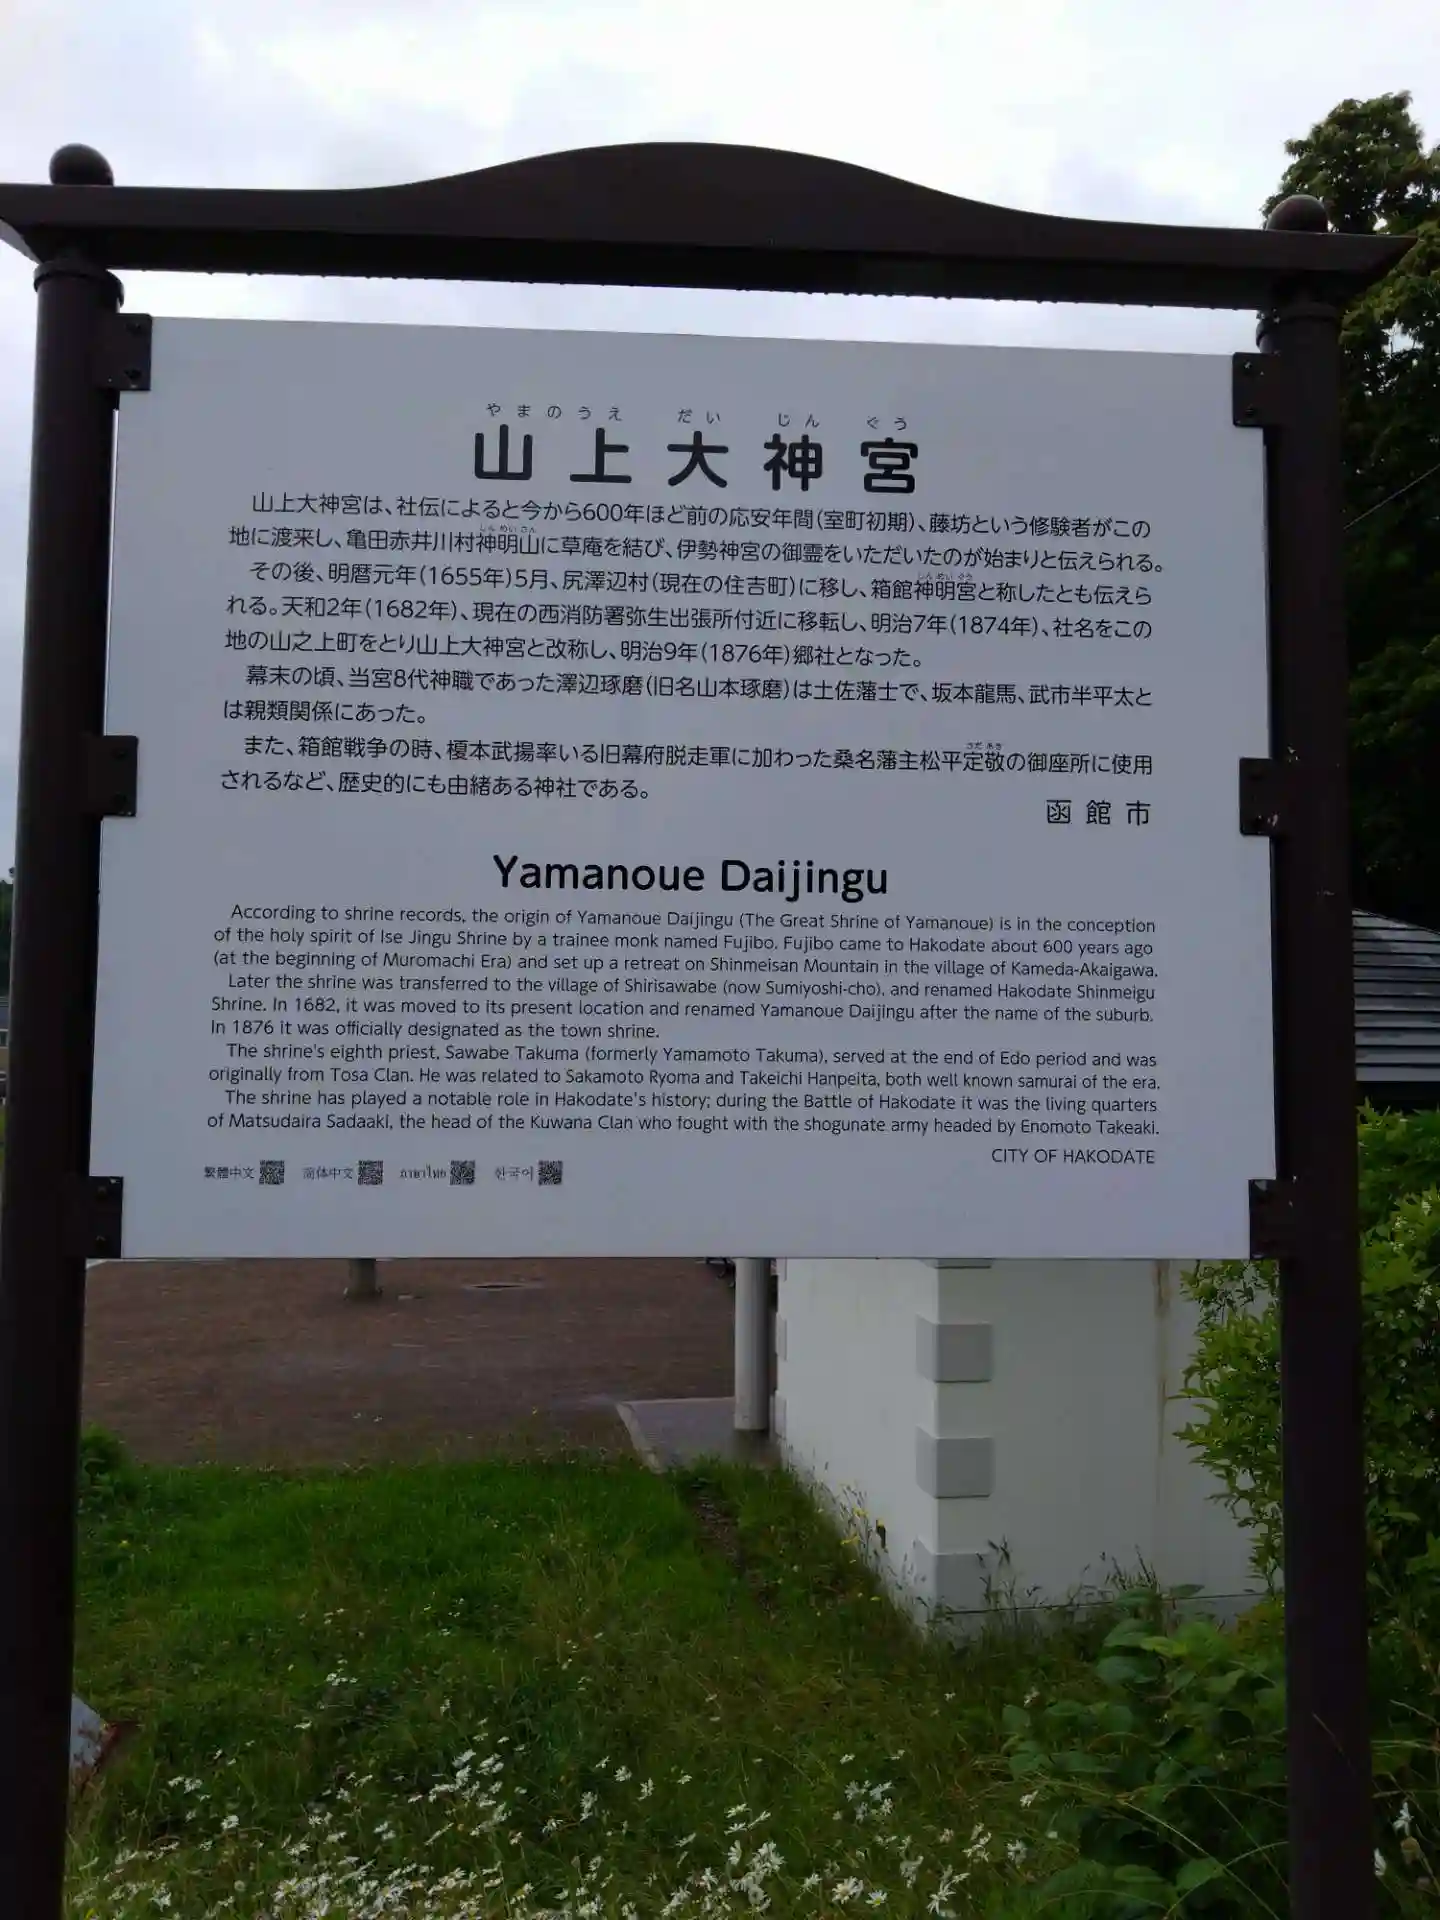 やまのうえ だい じん ぐう
山上大神宮
山上大神宮は、社伝によると今から600年ほど前の応安年間(室町初期)、藤坊という修験者がこの
しんめいさん
地に渡来し、亀田赤井川村神明山に草庵を結び、伊勢神宮の御霊をいただいたのが始まりと伝えられる。
しんめいぐう
その後、明暦元年(1655年)5月、尻澤辺村(現在の住吉町)に移し、箱館神明宮と称したとも伝えら
れる。天和2年(1682年)、現在の西消防署弥生出張所付近に移転し、明治7年(1874年)、社名をこの
地の山之上町をとり山上大神宮と改称し、明治9年(1876年)郷社となった。
幕末の頃、当宮8代神職であった澤辺琢磨(旧名山本琢磨)は土佐藩士で、坂本龍馬、武市半平太と
は親類関係にあった。
さだあき
また、箱館戦争の時、榎本武揚率いる旧幕府脱走軍に加わった桑名藩主松平定敬の御座所に使用
されるなど、歴史的にも由緒ある神社である。
函館市
Yamanoue Daijingu
According to shrine records, the origin of Yamanoue Daijingu (The Great Shrine of Yamanoue) is in the conception
of the holy spirit of Ise Jingu Shrine by a trainee monk named Fujibo. Fujibo came to Hakodate about 600 years ago
(at the beginning of Muromachi Era) and set up a retreat on Shinmeisan Mountain in the village of Kameda-Akaigawa.
Later the shrine was transferred to the village of Shirisawabe (now Sumiyoshi-cho), and renamed Hakodate Shinmeigu
Shrine. In 1682, it was moved to its present location and renamed Yamanoue Daijingu after the name of the suburb.
In 1876 it was officially designated as the town shrine.
The shrine's eighth priest, Sawabe Takuma (formerly Yamamoto Takuma), served at the end of Edo period and was
originally from Tosa Clan. He was related to Sakamoto Ryoma and Takeichi Hanpeita, both well known samurai of the era.
The shrine has played a notable role in Hakodate's history; during the Battle of Hakodate it was the living quarters
of Matsudaira Sadaaki, the head of the Kuwana Clan who fought with the shogunate army headed by Enomoto Takeaki.
CITY OF HAKODATE
繁體中文 简体中文 ภาษาไทย 한국어